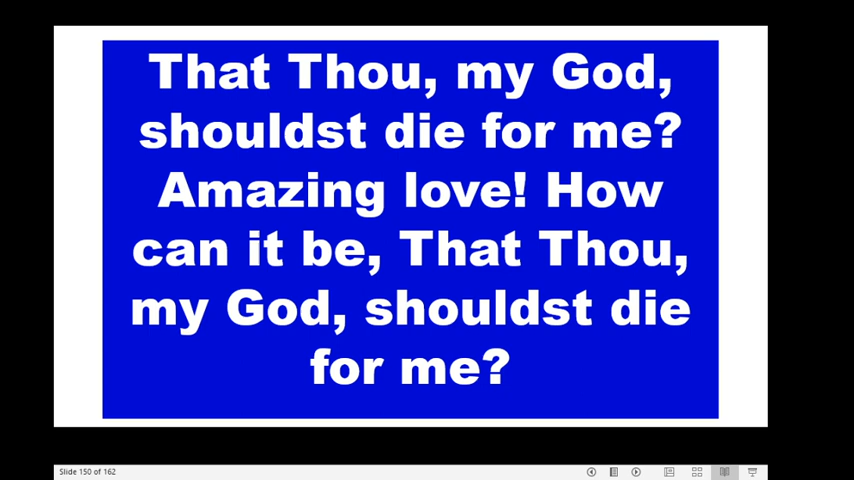 That Thou, my God,
shouldst die for me?
Amazing love! How
can it be, That Thou,
my God, shouldst die
for me?
Slide 150 of 162